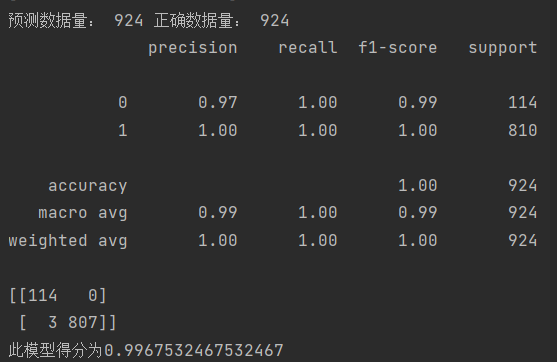 预测数据量： 924 正确数据量： 924
precision recall f1-score support
0 0.97 1.00 0.99 114
1 1.00 1.00 1.00 810
accuracy 1.00 924
macro avg 0.99 1.00 0.99 924
weighted avg 1.00 1.00 1.00 924
[[114 0]
[ 3 807]]
此模型得分为0.9967532467532467